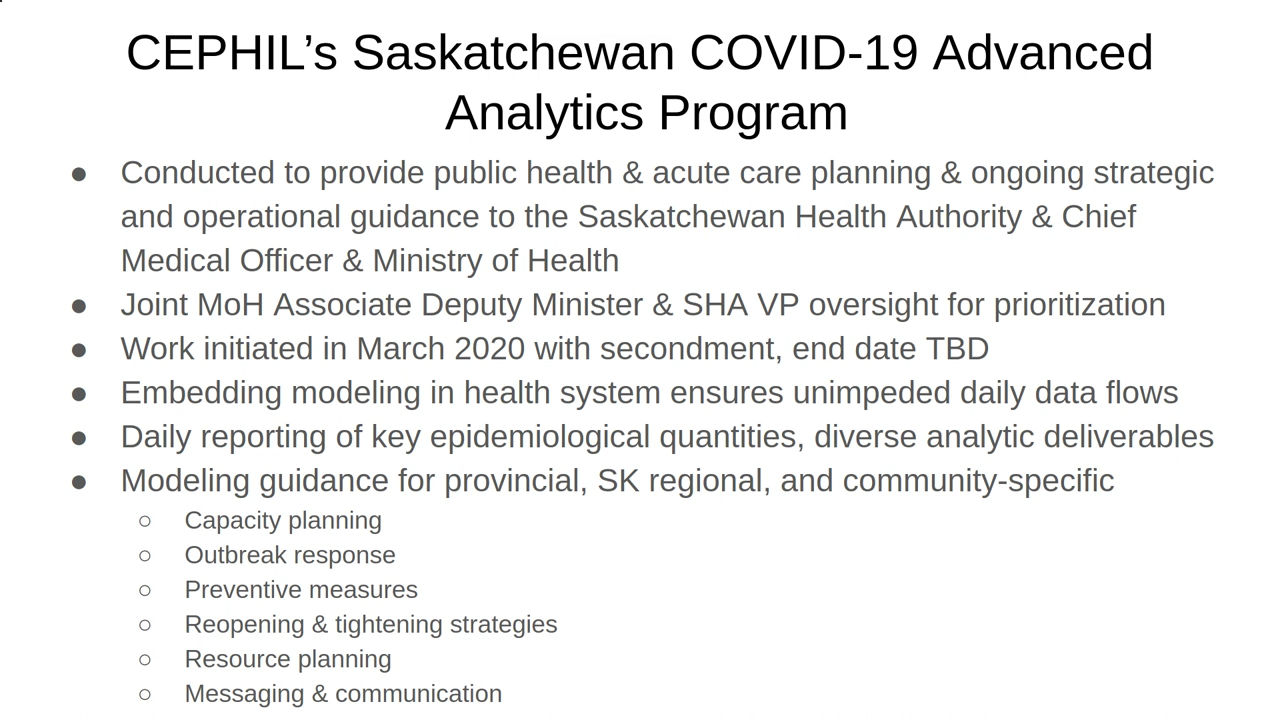 CEPHIL’s Saskatchewan COVID-19 Advanced
Analytics Program
● Conducted to provide public health & acute care planning & ongoing strategic
and operational guidance to the Saskatchewan Health Authority & Chief
Medical Officer & Ministry of Health
● Joint MoH Associate Deputy Minister & SHA VP oversight for prioritization
● Work initiated in March 2020 with secondment, end date TBD
● Embedding modeling in health system ensures unimpeded daily data flows
● Daily reporting of key epidemiological quantities, diverse analytic deliverables
● Modeling guidance for provincial, SK regional, and community-specific
○ Capacity planning
○ Outbreak response
○ Preventive measures
○ Reopening & tightening strategies
○ Resource planning
○ Messaging & communication